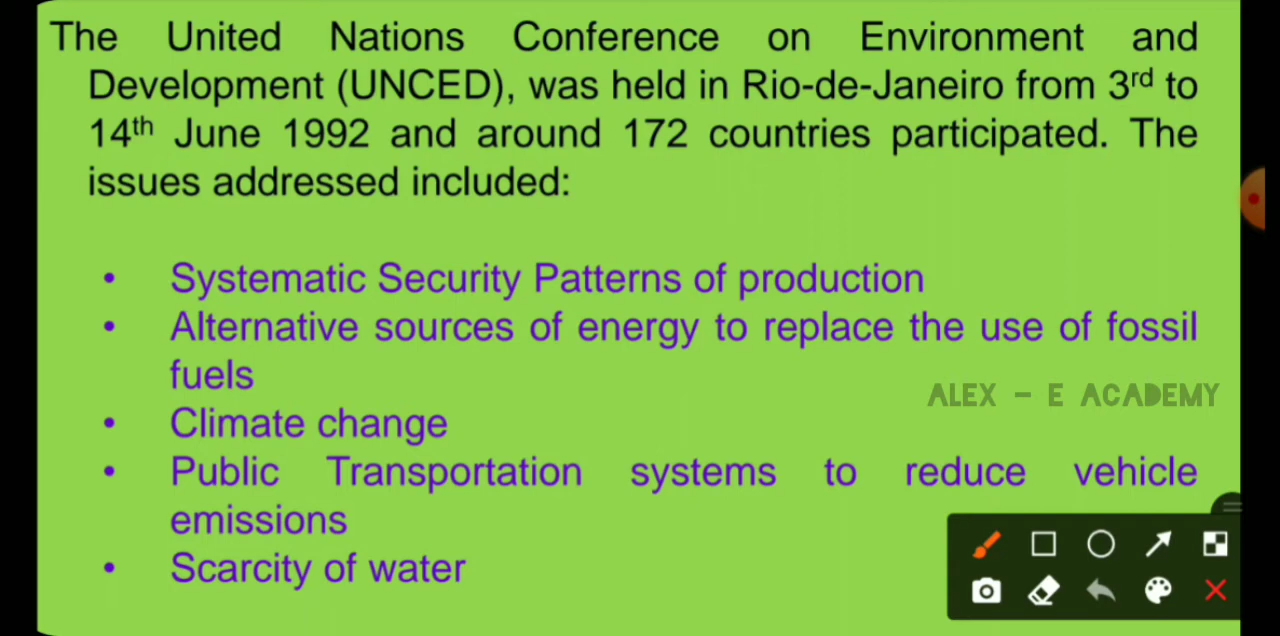 The United Nations Conference on Environment and
Development (UNCED), was held in Rio-de-Janeiro from 3rd to
14th June 1992 and around 172 countries participated. The
issues addressed included:
• Systematic Security Patterns of production
• Alternative sources of energy to replace the use of fossil
fuels
ALEX - E ACADEMY
• Climate change
• Public Transportation systems to reduce vehicle
emissions
• Scarcity of water